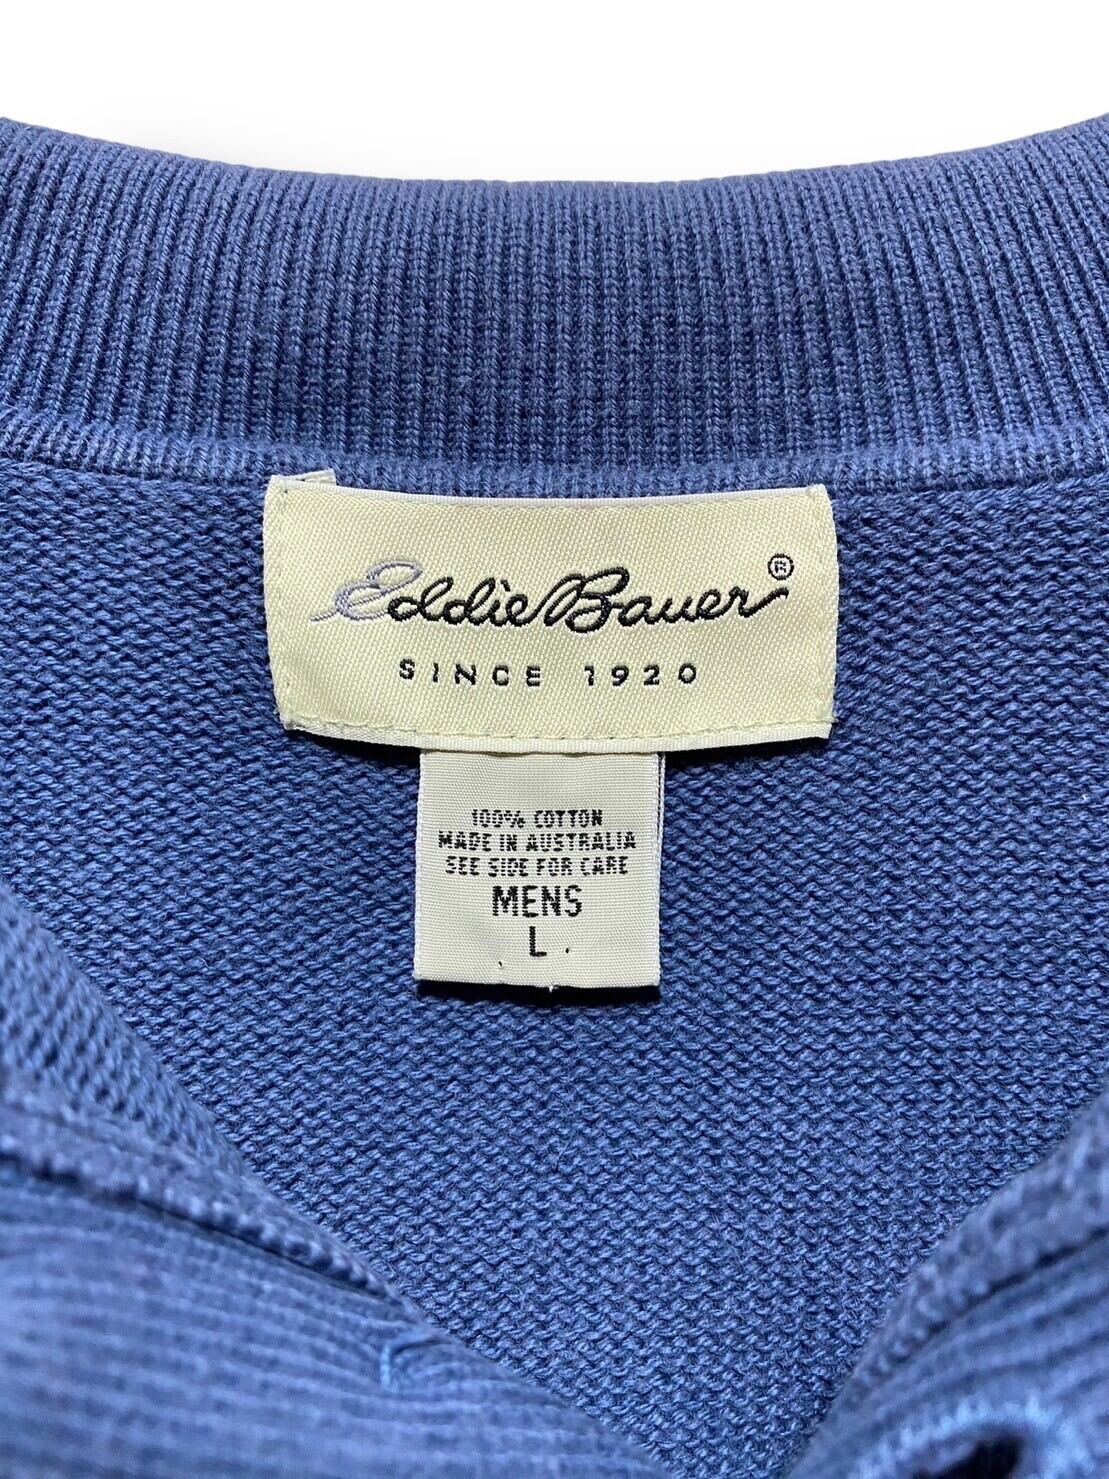 Eddie Bauer®
SINCE 1920
100% COTTON
MADE IN AUSTRALIA
SEE SIDE FOR CARE
MENS
L